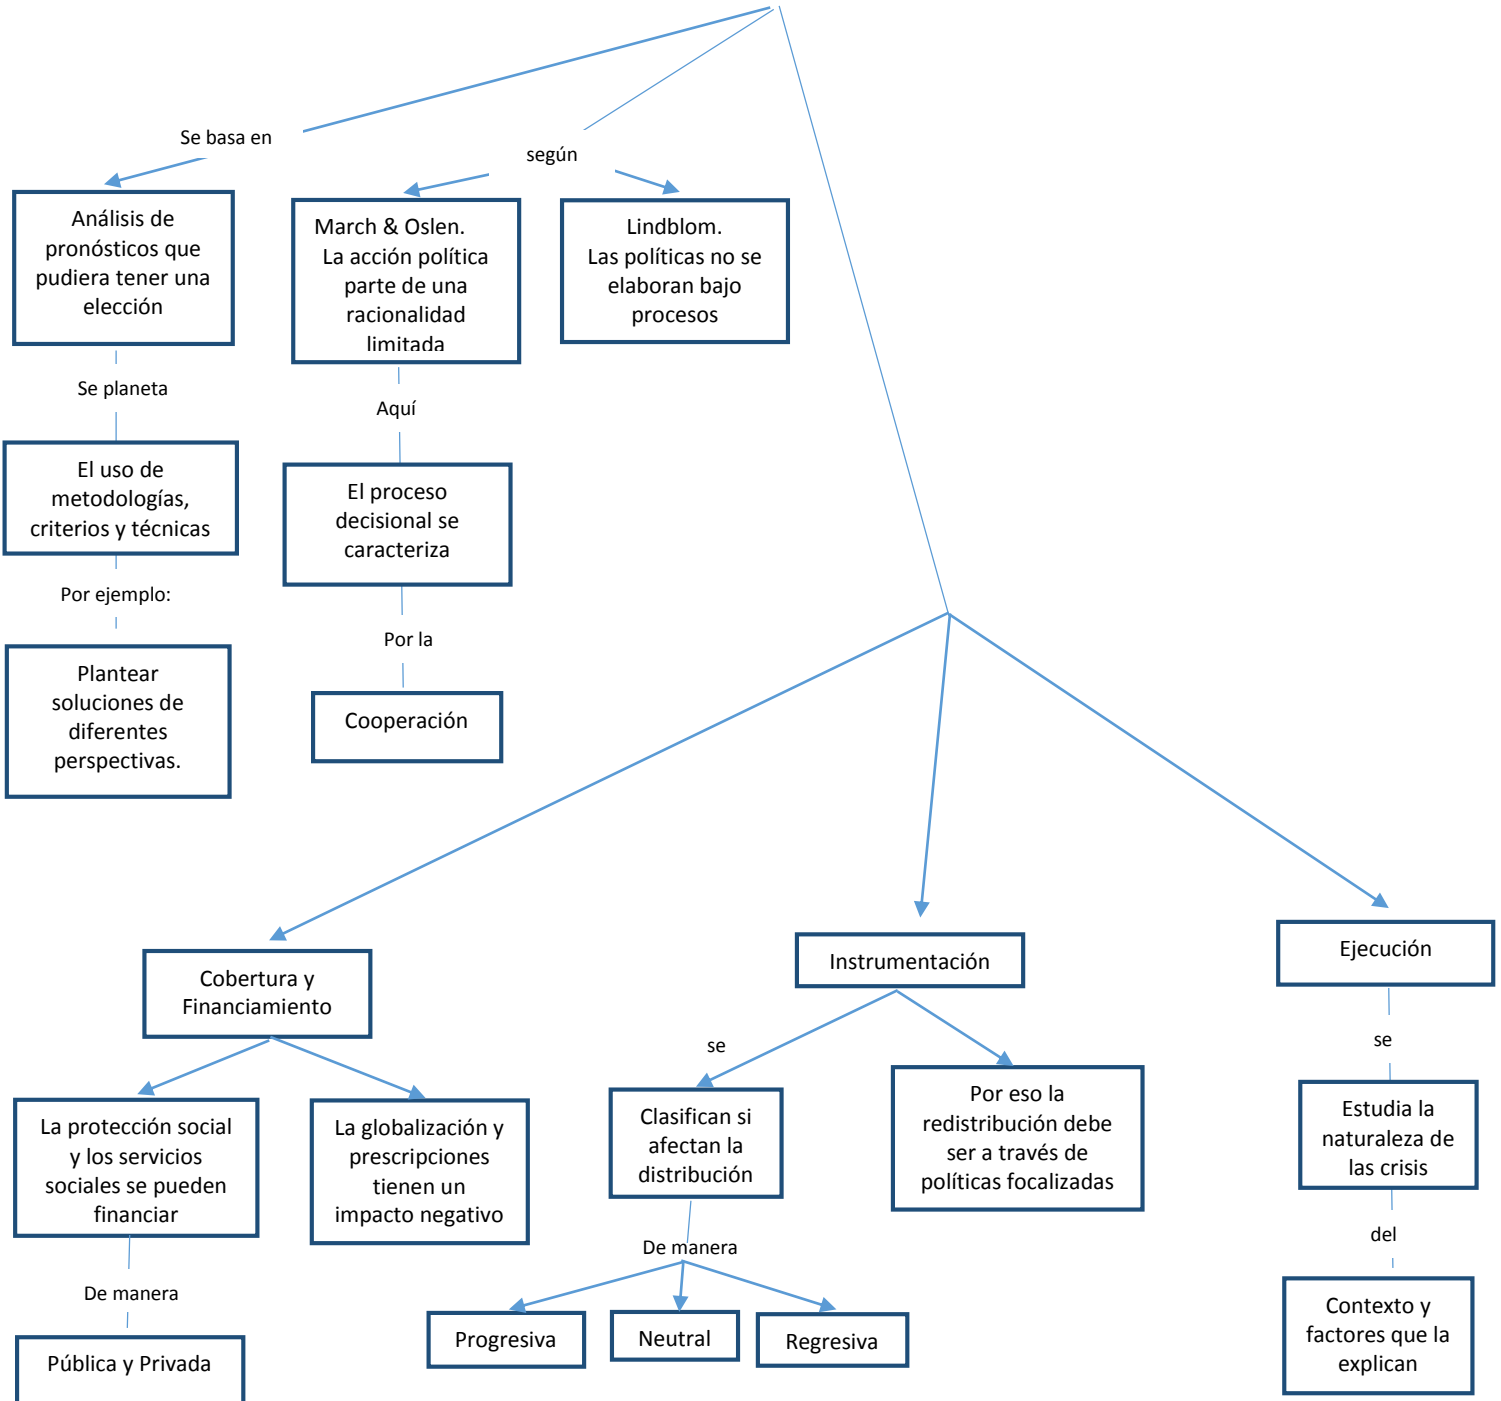 Se basa en
según
Análisis de
pronósticos que
pudiera tener una
elección
March & Oslen.
La acción política
parte de una
racionalidad
limitada
Lindblom.
Las políticas no se
elaboran bajo
procesos
Se planeta
Aquí
El uso de
metodologías,
criterios y técnicas
El proceso
decisional se
caracteriza
Por ejemplo:
Por la
Plantear
soluciones de
diferentes
perspectivas.
Cooperación
Cobertura y
Financiamiento
Instrumentación
Ejecución
se
se
La protección social
y los servicios
sociales se pueden
financiar
La globalización y
prescripciones
tienen un
impacto negativo
Clasifican si
afectan la
distribución
Por eso la
redistribución debe
ser a través de
políticas focalizadas
Estudia la
naturaleza de
las crisis
De manera
De manera
del
Pública y Privada
Progresiva
Neutral
Regresiva
Contexto y
factores que la
explican